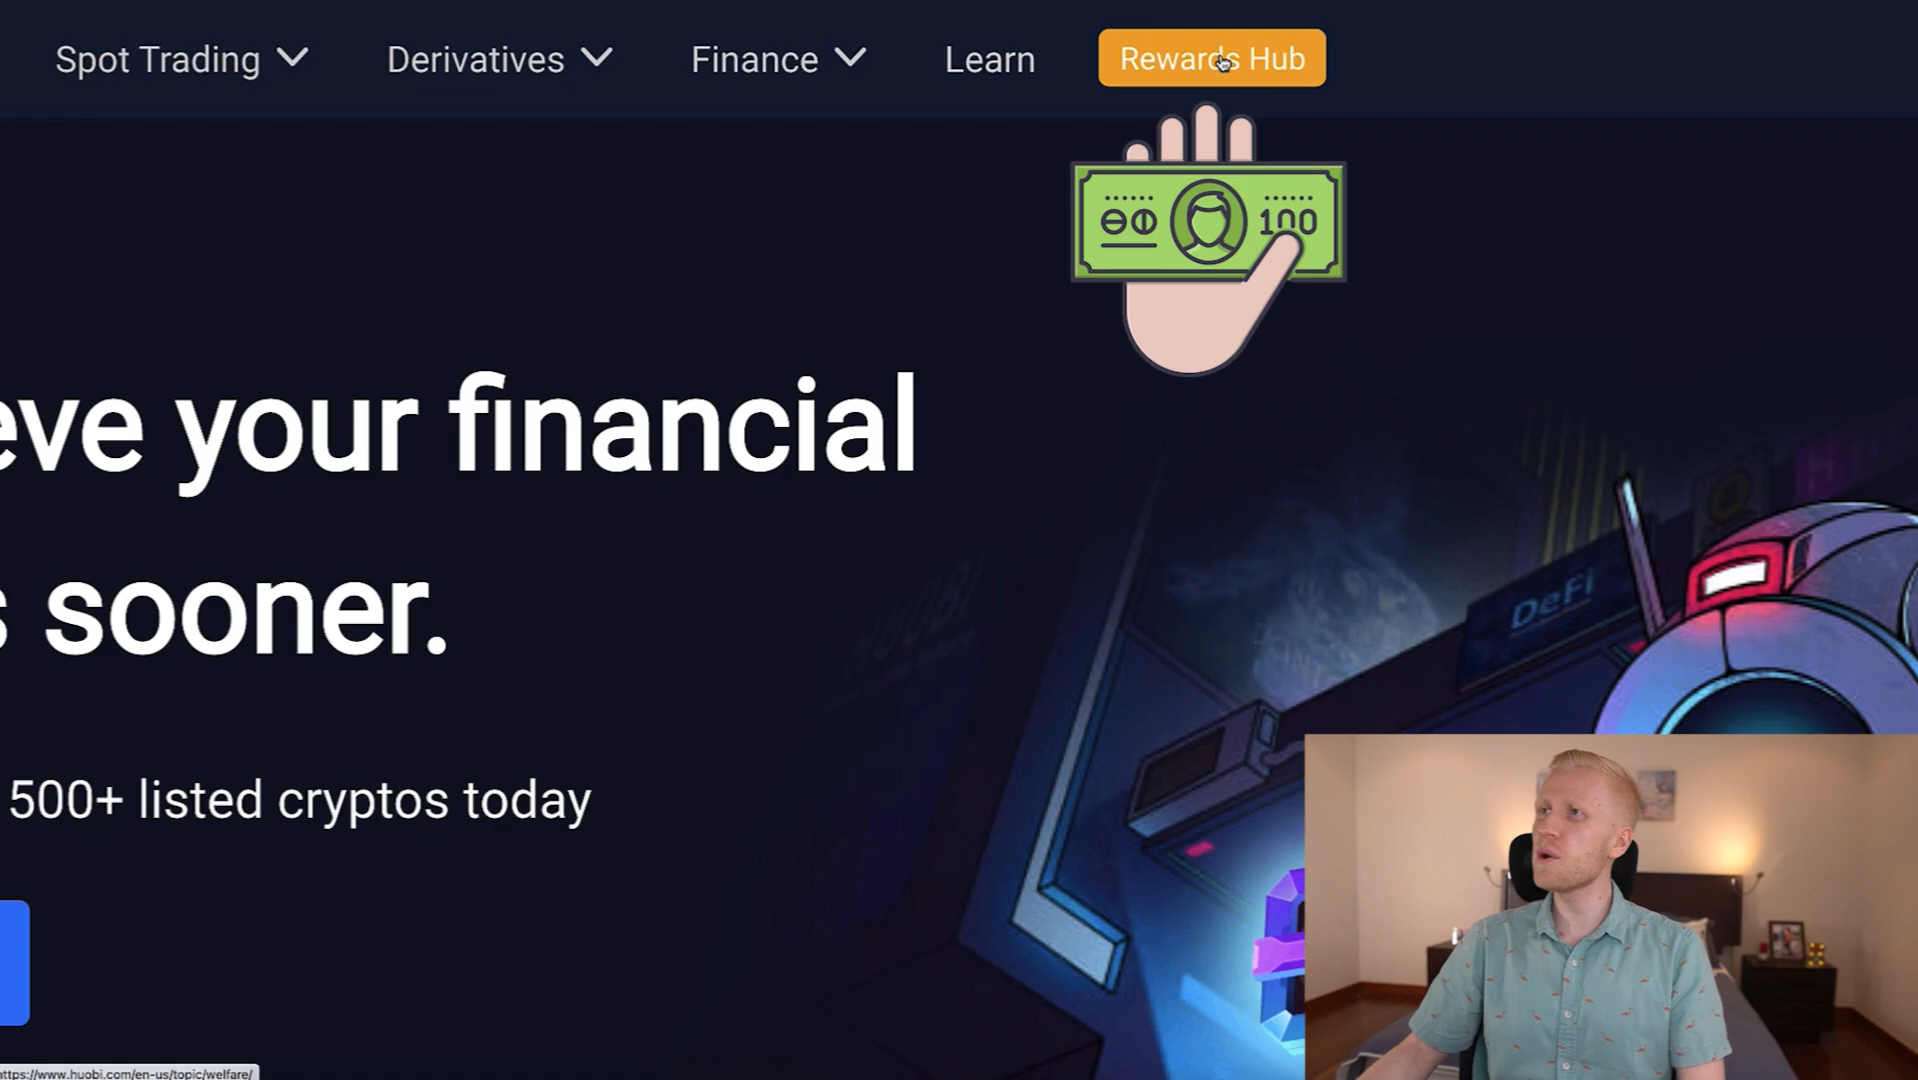 Spot Trading
Derivatives
Finance
Learn
Rewards Hub
100
eve your financial
s sooner.
500+ listed cryptos today
HUOBI
DeFi
https://www.huobi.com/en-us/topic/welfare/